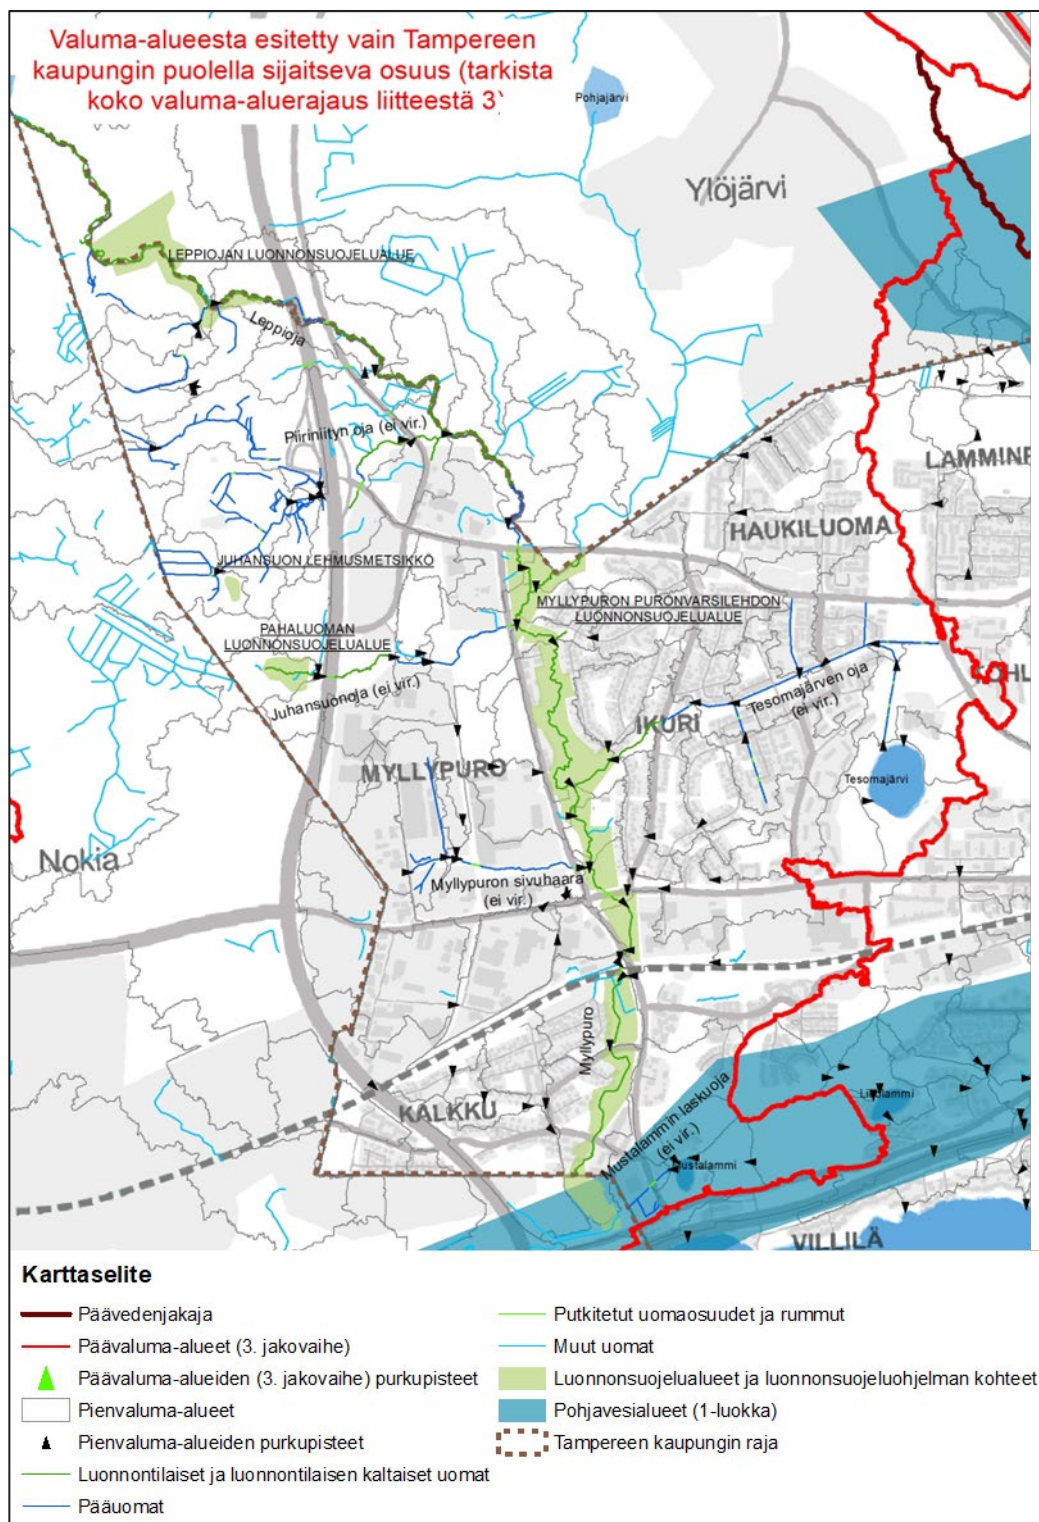 Valuma-alueesta esitetty vain Tampereen
kaupungin puolella sijaitseva osuus (tarkista
koko valuma-aluerajaus liitteestä 3
Pohjajärvi
Ylöjärvi
LEPPIOJAN LUONNONSUOJELUALUE
Leppioja
Piiriniityn oja (ei vir.)
LAMMINP
HAUKILUOMA
JUHANSUON LEHMUSMETSIKKÖ
MYLLYPURON PURONVARSILEHDON
LUONNONSUOJELUALUE
PAHALUOMAN
LUONNONSUOJELUALUE
Juhansuonoja (ei vir.)
OHL
Tesomajärven oja
(ei vir.)
IKURI
MYLLYPURO
Tesomajärvi
Nokia
Myllypuron sivuhaara
(ei vir.)
Myllypuro
KALKKU
Mustalammin laskuoja
(ei vir.)
Mustalammi
VILLILÄ
Karttaselite
Päävedenjakaja
Päävaluma-alueet (3. jakovaihe)
Päävaluma-alueiden (3. jakovaihe) purkupisteet
Pienvaluma-alueet
Pienvaluma-alueiden purkupisteet
Luonnontilaiset ja luonnontilaisen kaltaiset uomat
Pääuomat
Putkitetut uomaosuudet ja rummut
Muut uomat
Luonnonsuojelualueet ja luonnonsuojeluohjelman kohteet
Pohjavesialueet (1-luokka)
Tampereen kaupungin raja